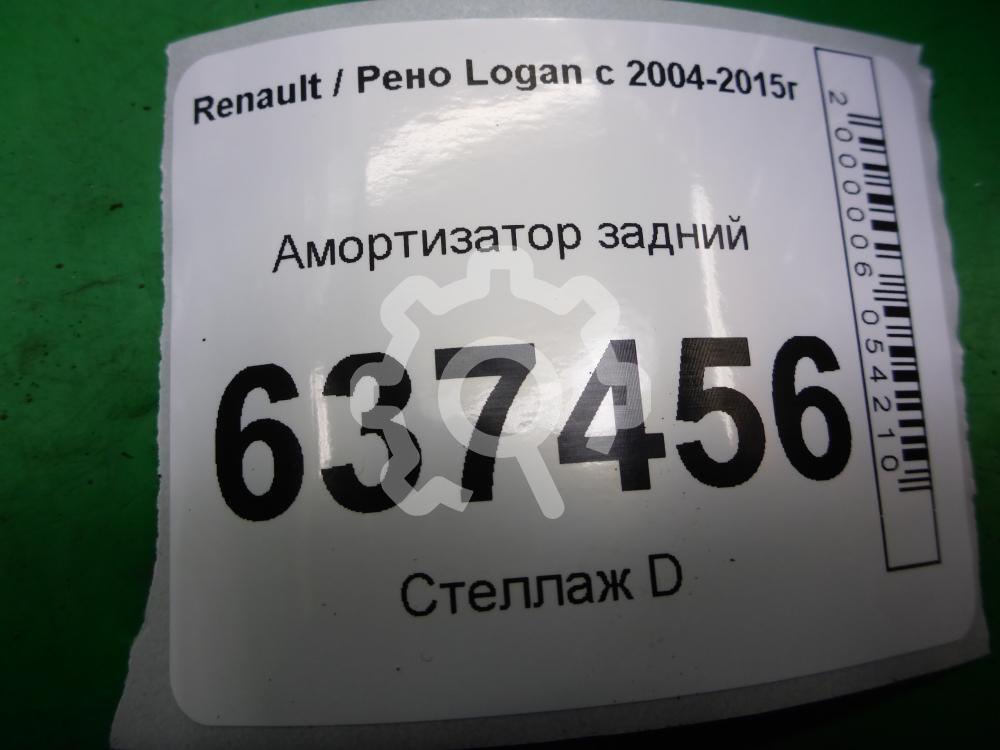 Renault / Рено Logan с 2004-2015г
Амортизатор задний
637456
Стеллаж D
2000006054210